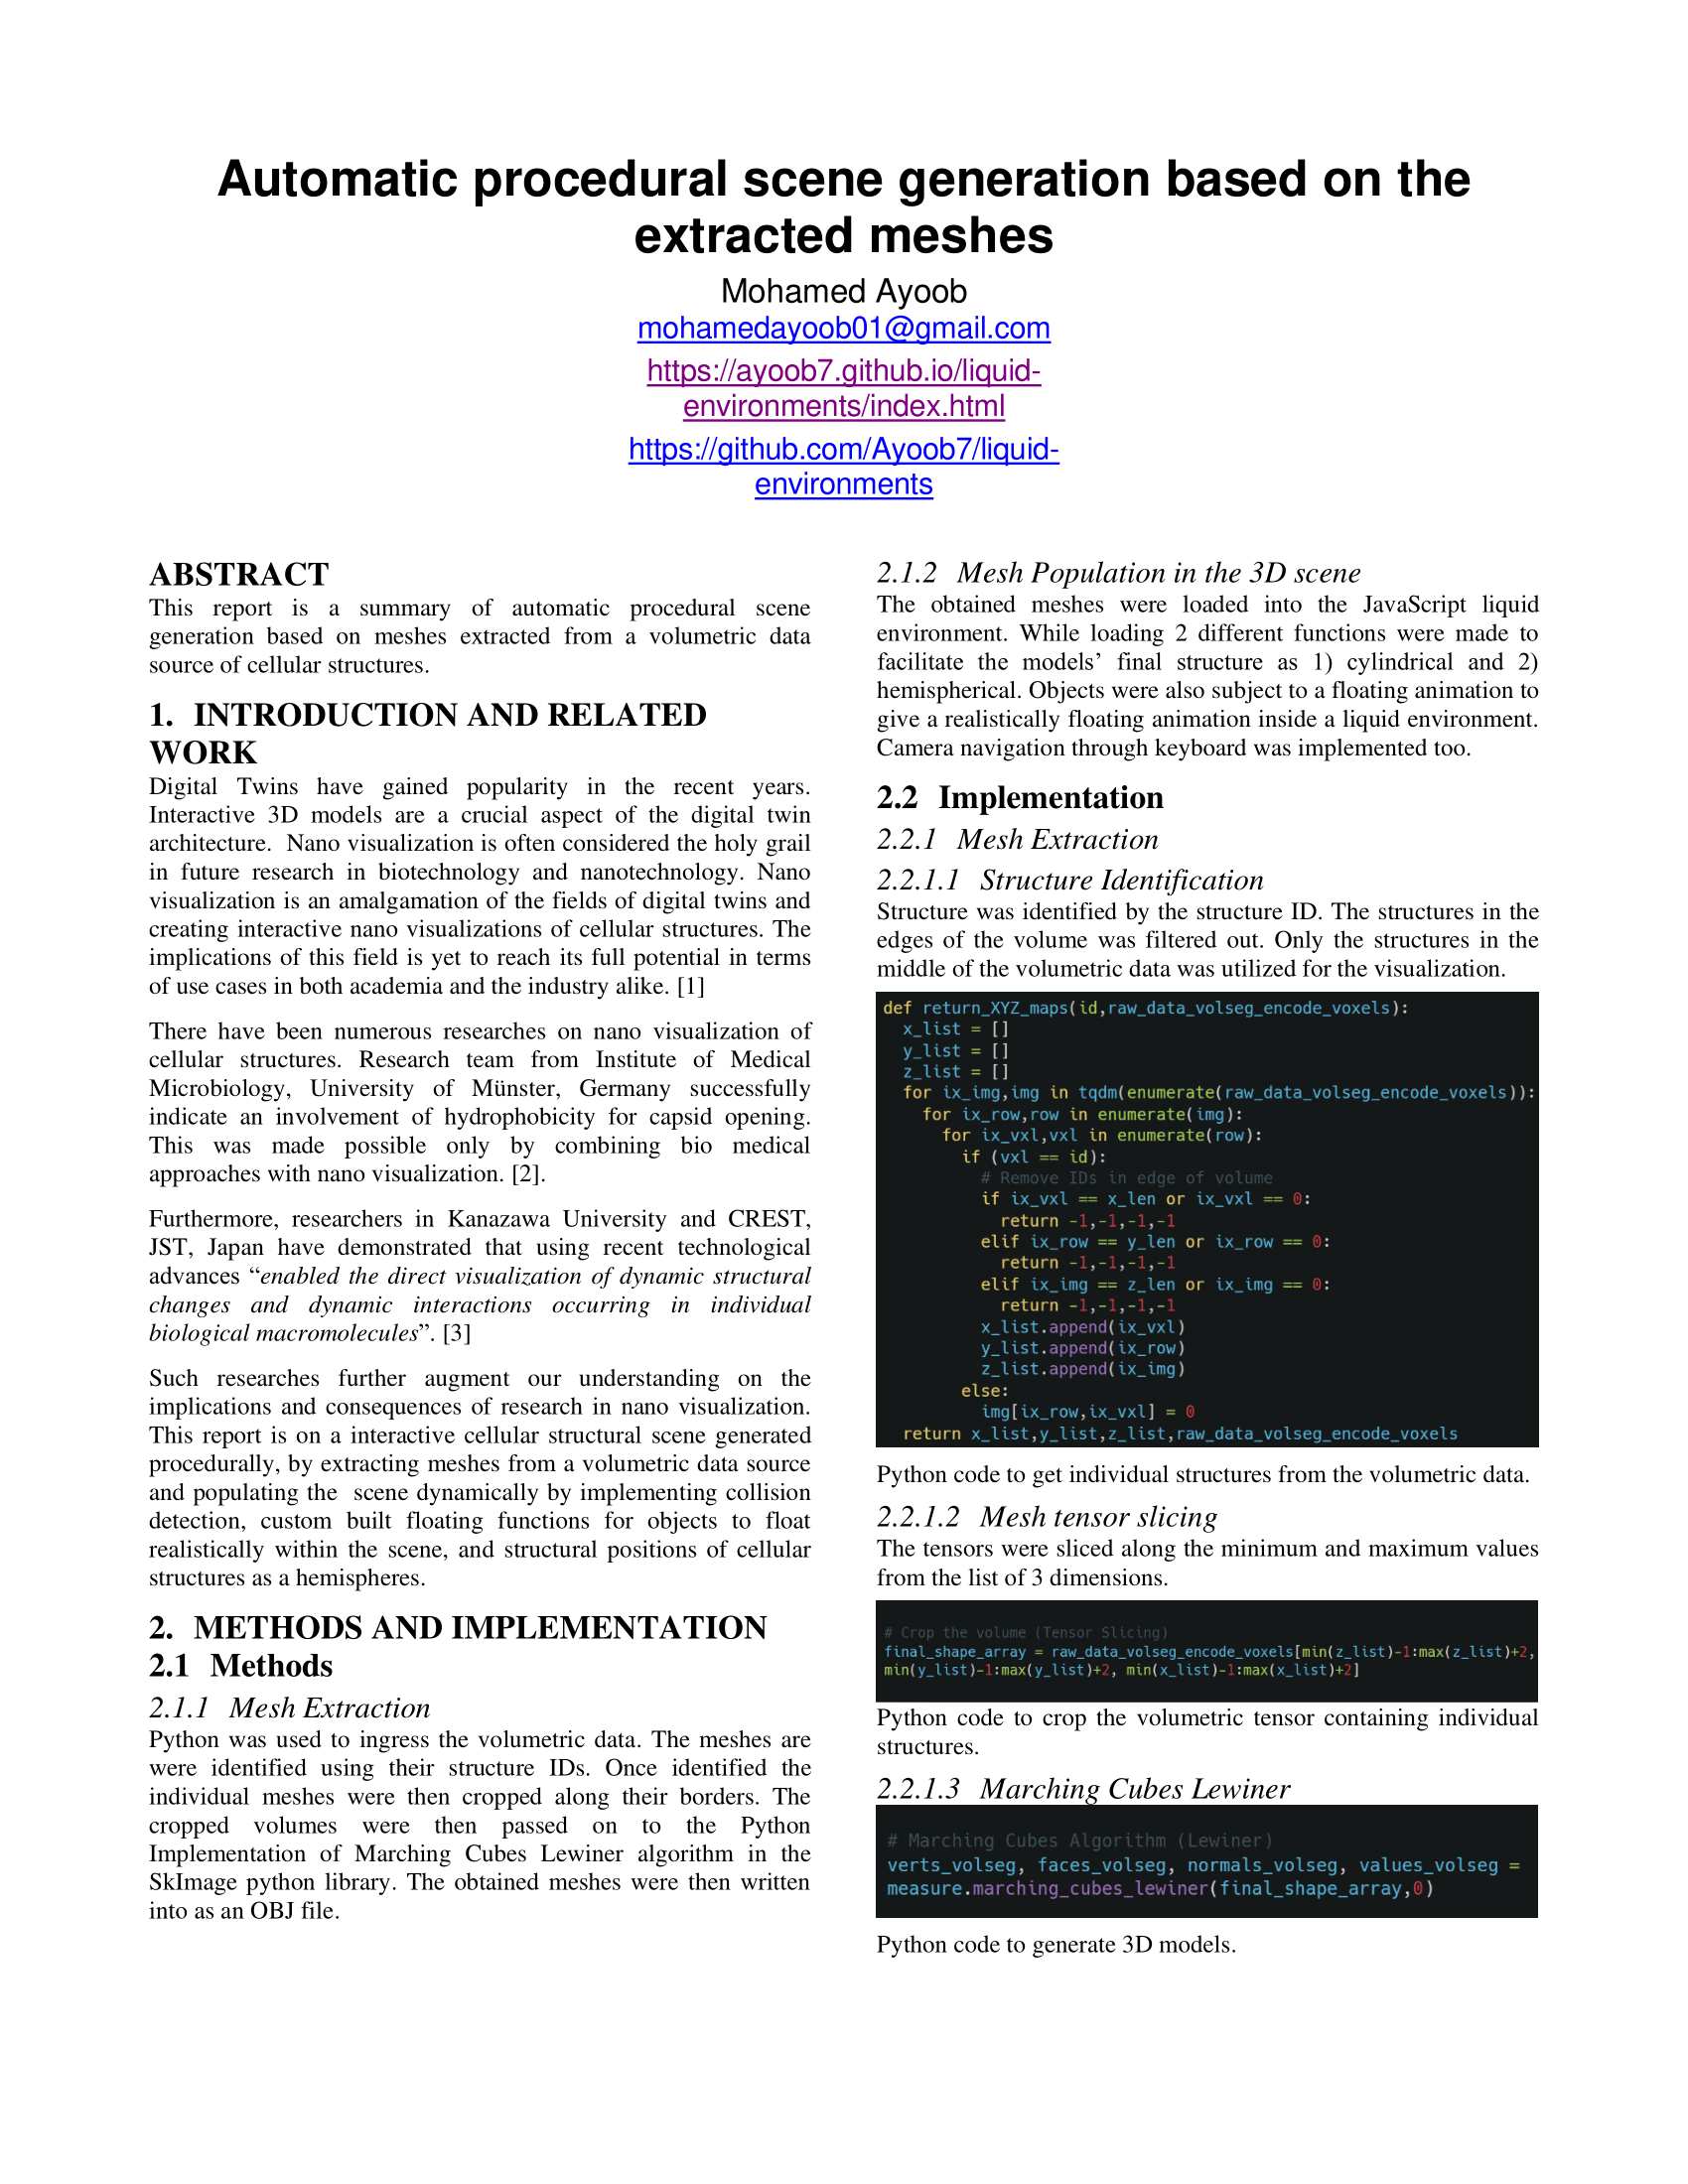 Automatic procedural scene generation based on the
extracted meshes
Mohamed Ayoob
mohamedayoob01@gmail.com
https://ayoob7.github.io/liquid-
environments/index.html
https://github.com/Ayoob7/liquid-
environments
ABSTRACT
This report is a summary of automatic procedural scene
generation based on meshes extracted from a volumetric data
source of cellular structures.
1. INTRODUCTION AND RELATED
WORK
Digital Twins have gained popularity in the recent years.
Interactive 3D models are a crucial aspect of the digital twin
architecture. Nano visualization is often considered the holy grail
in future research in biotechnology and nanotechnology. Nano
visualization is an amalgamation of the fields of digital twins and
creating interactive nano visualizations of cellular structures. The
implications of this field is yet to reach its full potential in terms
of use cases in both academia and the industry alike. [1]
There have been numerous researches on nano visualization of
cellular structures. Research team from Institute of Medical
Microbiology, University of Münster, Germany successfully
indicate an involvement of hydrophobicity for capsid opening.
This was made possible only by combining bio medical
approaches with nano visualization. [2].
Furthermore, researchers in Kanazawa University and CREST,
JST, Japan have demonstrated that using recent technological
advances “enabled the direct visualization of dynamic structural
changes and dynamic interactions occurring in individual
biological macromolecules”. [3]
Such researches further augment our understanding on the
implications and consequences of research in nano visualization.
This report is on a interactive cellular structural scene generated
procedurally, by extracting meshes from a volumetric data source
and populating the scene dynamically by implementing collision
detection, custom built floating functions for objects to float
realistically within the scene, and structural positions of cellular
structures as a hemispheres.
2. METHODS AND IMPLEMENTATION
2.1 Methods
2.1.1 Mesh Extraction
Python was used to ingress the volumetric data. The meshes are
were identified using their structure IDs. Once identified the
individual meshes were then cropped along their borders. The
cropped volumes were then passed on to the Python
Implementation of Marching Cubes Lewiner algorithm in the
SkImage python library. The obtained meshes were then written
into as an OBJ file.
2.1.2 Mesh Population in the 3D scene
The obtained meshes were loaded into the JavaScript liquid
environment. While loading 2 different functions were made to
facilitate the models’ final structure as 1) cylindrical and 2)
hemispherical. Objects were also subject to a floating animation to
give a realistically floating animation inside a liquid environment.
Camera navigation through keyboard was implemented too.
2.2 Implementation
2.2.1 Mesh Extraction
2.2.1.1 Structure Identification
Structure was identified by the structure ID. The structures in the
edges of the volume was filtered out. Only the structures in the
middle of the volumetric data was utilized for the visualization.
def return_XYZ_maps(id,raw_data_volseg_encode_voxels):
x_list = []
y_list = []
z_list = []
for ix_img,img in tqdm(enumerate(raw_data_volseg_encode_voxels)):
for ix_row,row in enumerate(img):
for ix_vxl,vxl in enumerate(row):
if (vxl == id):
# Remove IDs in edge of volume
if ix_vxl == x_len or ix_vxl == 0:
return -1,-1,-1,-1
elif ix_row == y_len or ix_row == 0:
return -1,-1,-1,-1
elif ix_img == z_len or ix_img == 0:
return -1,-1,-1,-1
x_list.append(ix_vxl)
y_list.append(ix_row)
z_list.append(ix_img)
else:
img[ix_row,ix_vxl] = 0
return x_list,y_list,z_list,raw_data_volseg_encode_voxels
Python code to get individual structures from the volumetric data.
2.2.1.2 Mesh tensor slicing
The tensors were sliced along the minimum and maximum values
from the list of 3 dimensions.
# Crop the volume (Tensor Slicing)
final_shape_array = raw_data_volseg_encode_voxels[min(z_list)-1:max(z_list)+2,
min(y_list)-1:max(y_list)+2, min(x_list)-1:max(x_list)+2]
Python code to crop the volumetric tensor containing individual
structures.
2.2.1.3 Marching Cubes Lewiner
# Marching Cubes Algorithm (Lewiner)
verts_volseg, faces_volseg, normals_volseg, values_volseg =
measure.marching_cubes_lewiner(final_shape_array,0)
Python code to generate 3D models.